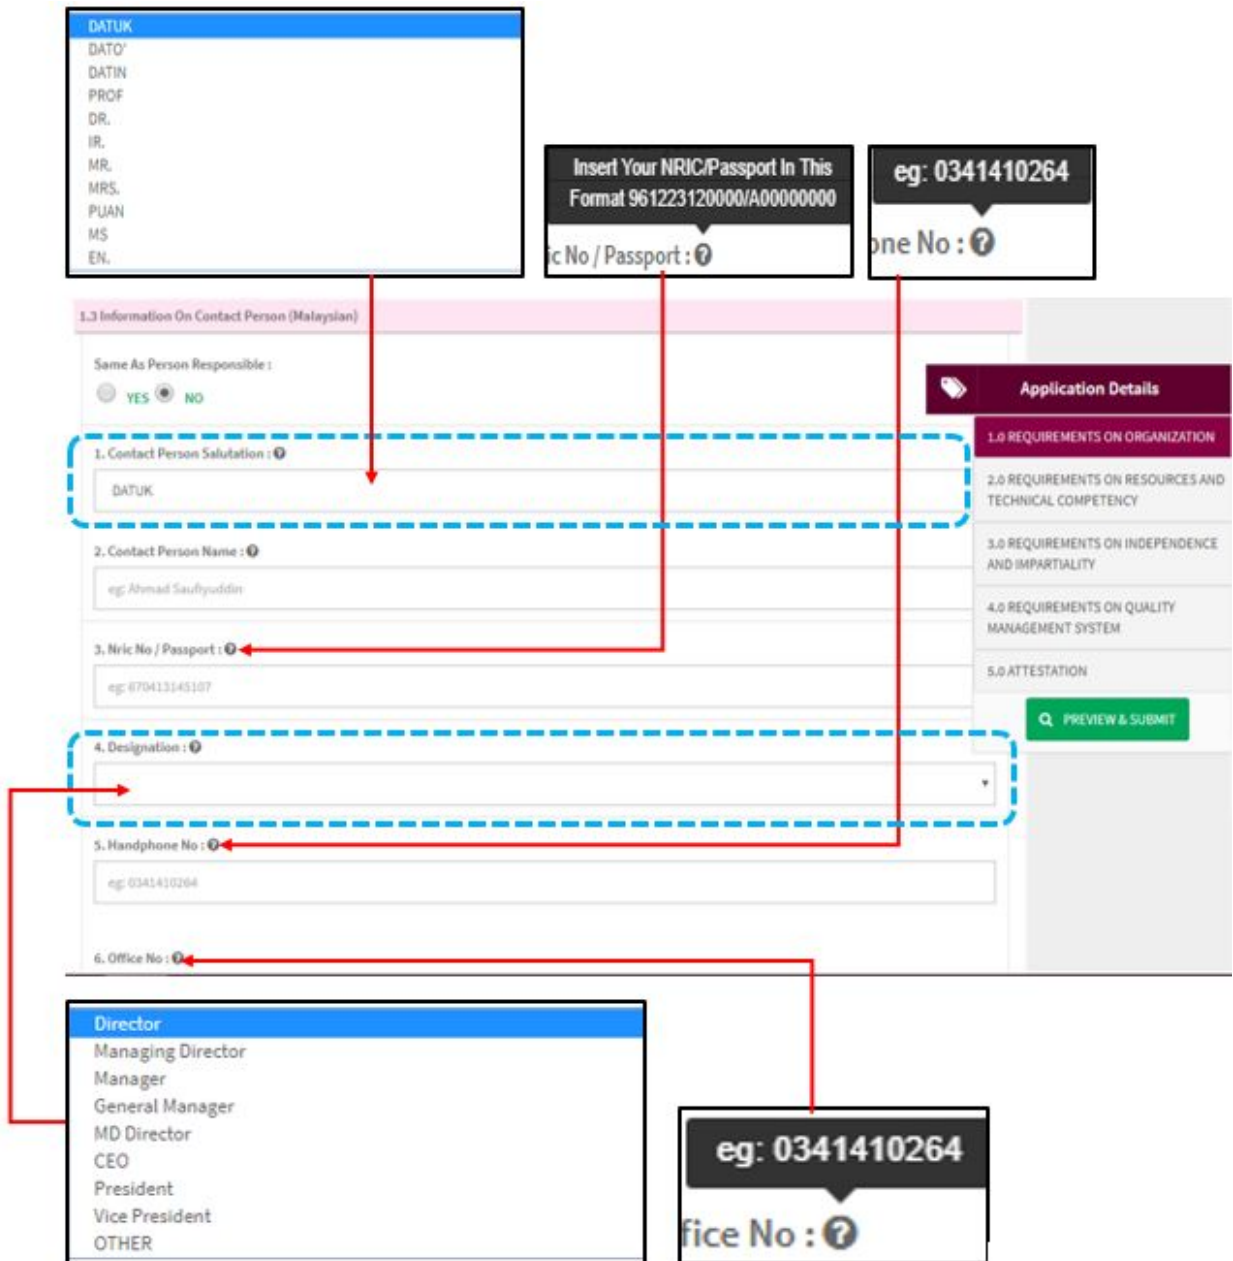 DATUK
DATO'
DATIN
PROF
DR.
IR.
MR.
MRS.
PUAN
MS
EN.
Insert Your NRIC/Passport In This
Format 961223120000/A00000000
ic No / Passport :
eg: 0341410264
one No :
1.3 Information On Contact Person (Malaysian)
Same As Person Responsible :
YES NO
1. Contact Person Salutation :
DATUK
2. Contact Person Name :
eg: Ahmad Saufiyuddin
3. Nric No / Passport :
eg: 670413145107
4. Designation :
5. Handphone No :
eg: 0341410264
6. Office No :
Application Details
1.0 REQUIREMENTS ON ORGANIZATION
2.0 REQUIREMENTS ON RESOURCES AND
TECHNICAL COMPETENCY
3.0 REQUIREMENTS ON INDEPENDENCE
AND IMPARTIALITY
4.0 REQUIREMENTS ON QUALITY
MANAGEMENT SYSTEM
5.0 ATTESTATION
PREVIEW & SUBMIT
Director
Managing Director
Manager
General Manager
MD Director
CEO
President
Vice President
OTHER
eg: 0341410264
fice No :